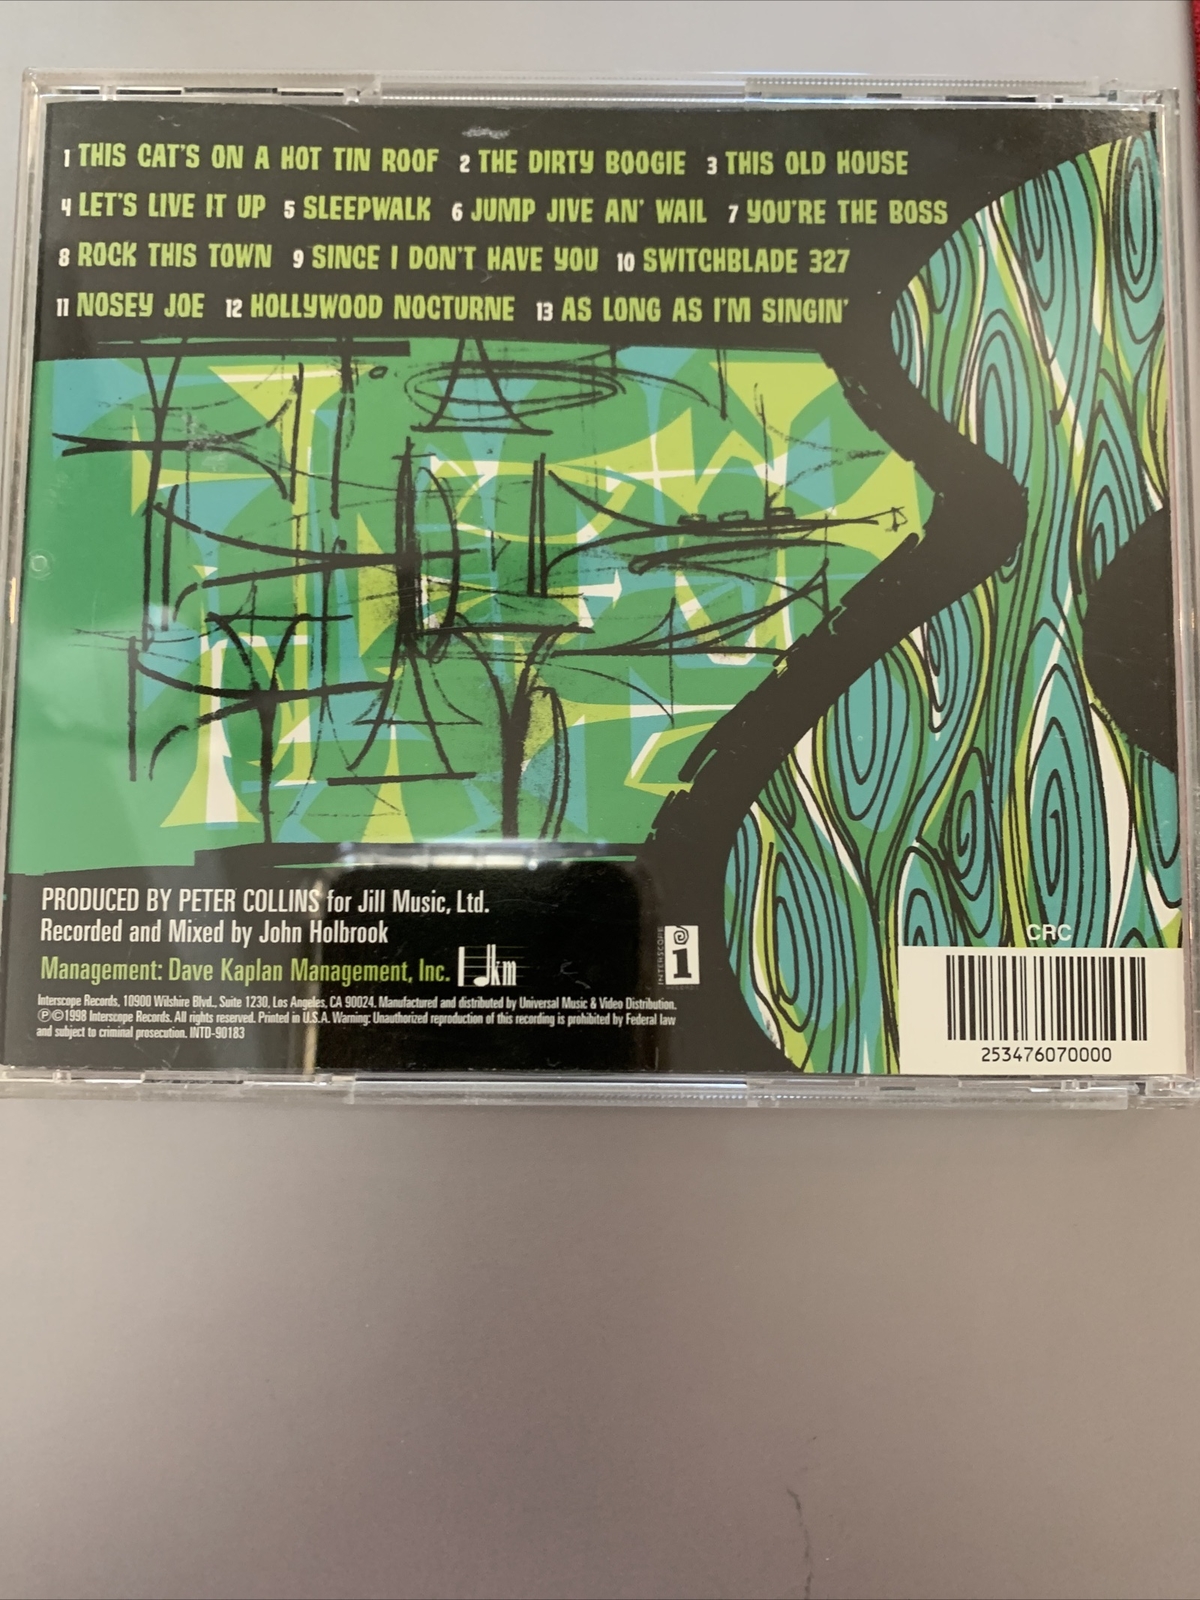 1 THIS CAT'S ON A HOT TIN ROOF 2 THE DIRTY BOOGIE 3 THIS OLD HOUSE
4 LET'S LIVE IT UP 5 SLEEPWALK 6 JUMP JIVE AN' WAIL 7 YOU'RE THE BOSS
8 ROCK THIS TOWN 9 SINCE I DON'T HAVE YOU 10 SWITCHBLADE 327
11 NOSEY JOE 12 HOLLYWOOD NOCTURNE 13 AS LONG AS I'M SINGIN'
PRODUCED BY PETER COLLINS for Jill Music, Ltd.
Recorded and Mixed by John Holbrook
Management: Dave Kaplan Management, Inc. dkm
INTERSCOPE
RECORDS
Interscope Records, 10900 Wilshire Blvd., Suite 1230, Los Angeles, CA 90024. Manufactured and distributed by Universal Music & Video Distribution.
℗©1998 Interscope Records. All rights reserved. Printed in U.S.A. Warning: Unauthorized reproduction of this recording is prohibited by Federal law
and subject to criminal prosecution. INTD-90183
CRC
253476070000